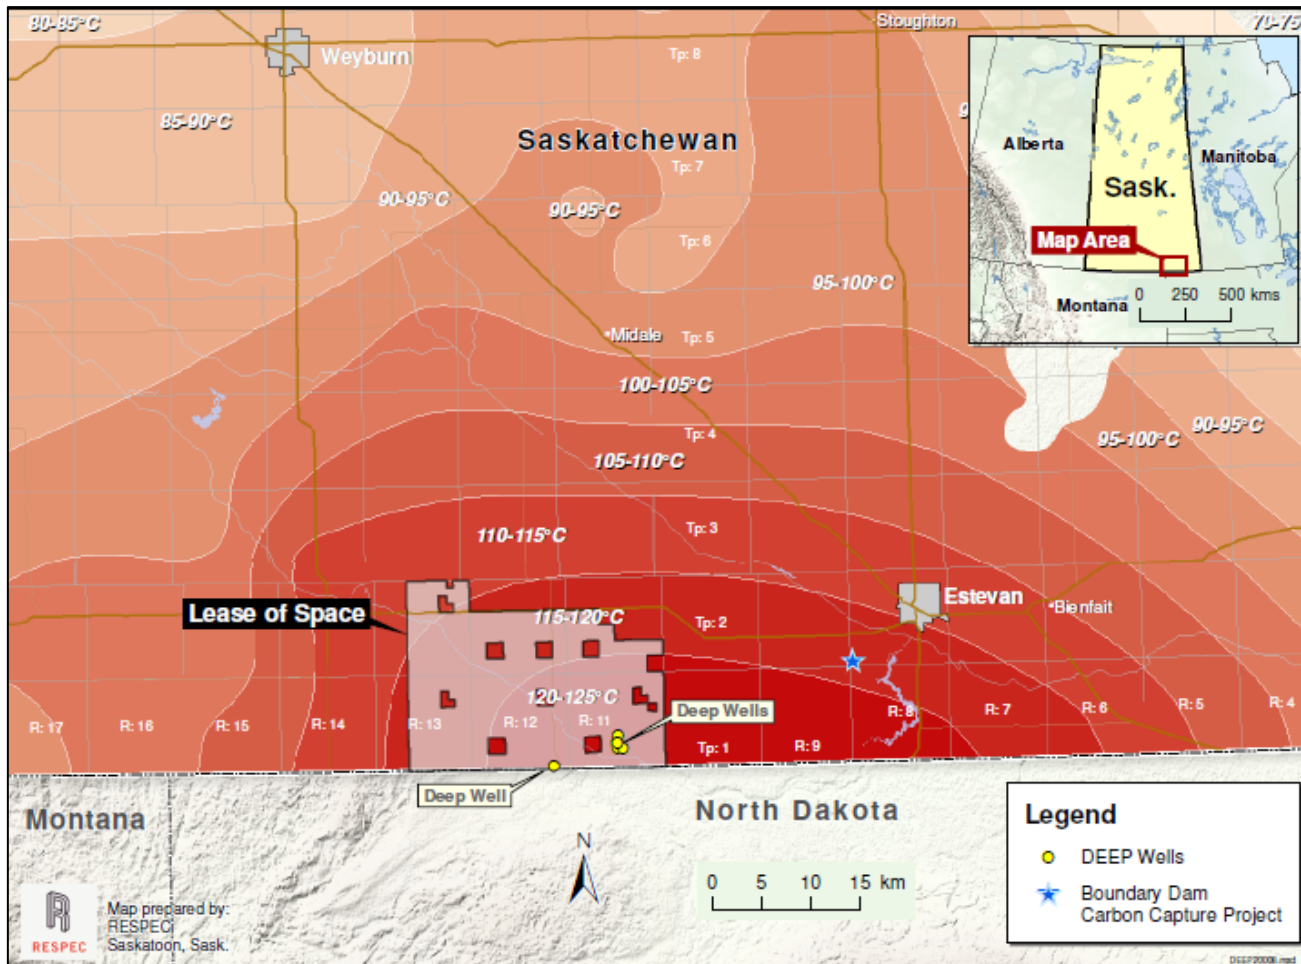 80-85°C
Stoughton
70-75
Weyburn
Tp: 8
85-90°C
Saskatchewan
Alberta
Manitoba
Tp: 7
Sask.
90-95°C
90-95°C
Tp: 6
Map Area
95-100°C
0 250 500 kms
Montana
Midale
Tp: 5
100-105°C
Tp: 4
95-100°C
90-95°C
105-110°C
Tp: 3
110-115°C
Lease of Space
115-120°C
Tp: 2
Estevan
Bienfait
120-125°C
Deep Wells
R: 17
R: 16
R: 15
R: 14
R: 13
R: 12
R: 11
R: 8
R: 7
R: 6
R: 5
R: 4
Tp: 1
R: 9
Deep Well
Montana
North Dakota
N
0 5 10 15 km
Legend
DEEP Wells
Boundary Dam
Carbon Capture Project
RESPEC
Map prepared by:
RESPEC
Saskatoon, Sask.